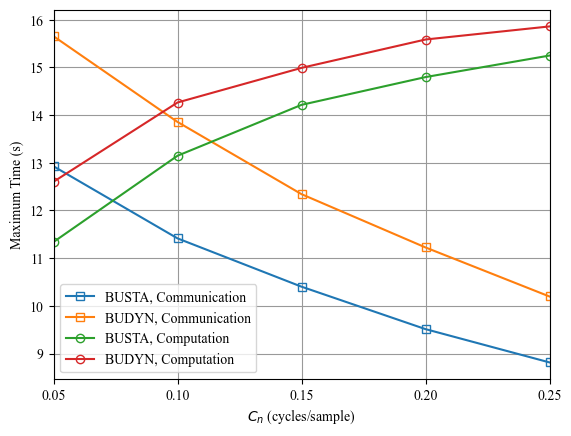 16
15
14
13
12
11
10
9
Maximum Time (s)
BUSTA, Communication
BUDYN, Communication
BUSTA, Computation
BUDYN, Computation
0.05 0.10 0.15 0.20 0.25
Cₙ (cycles/sample)